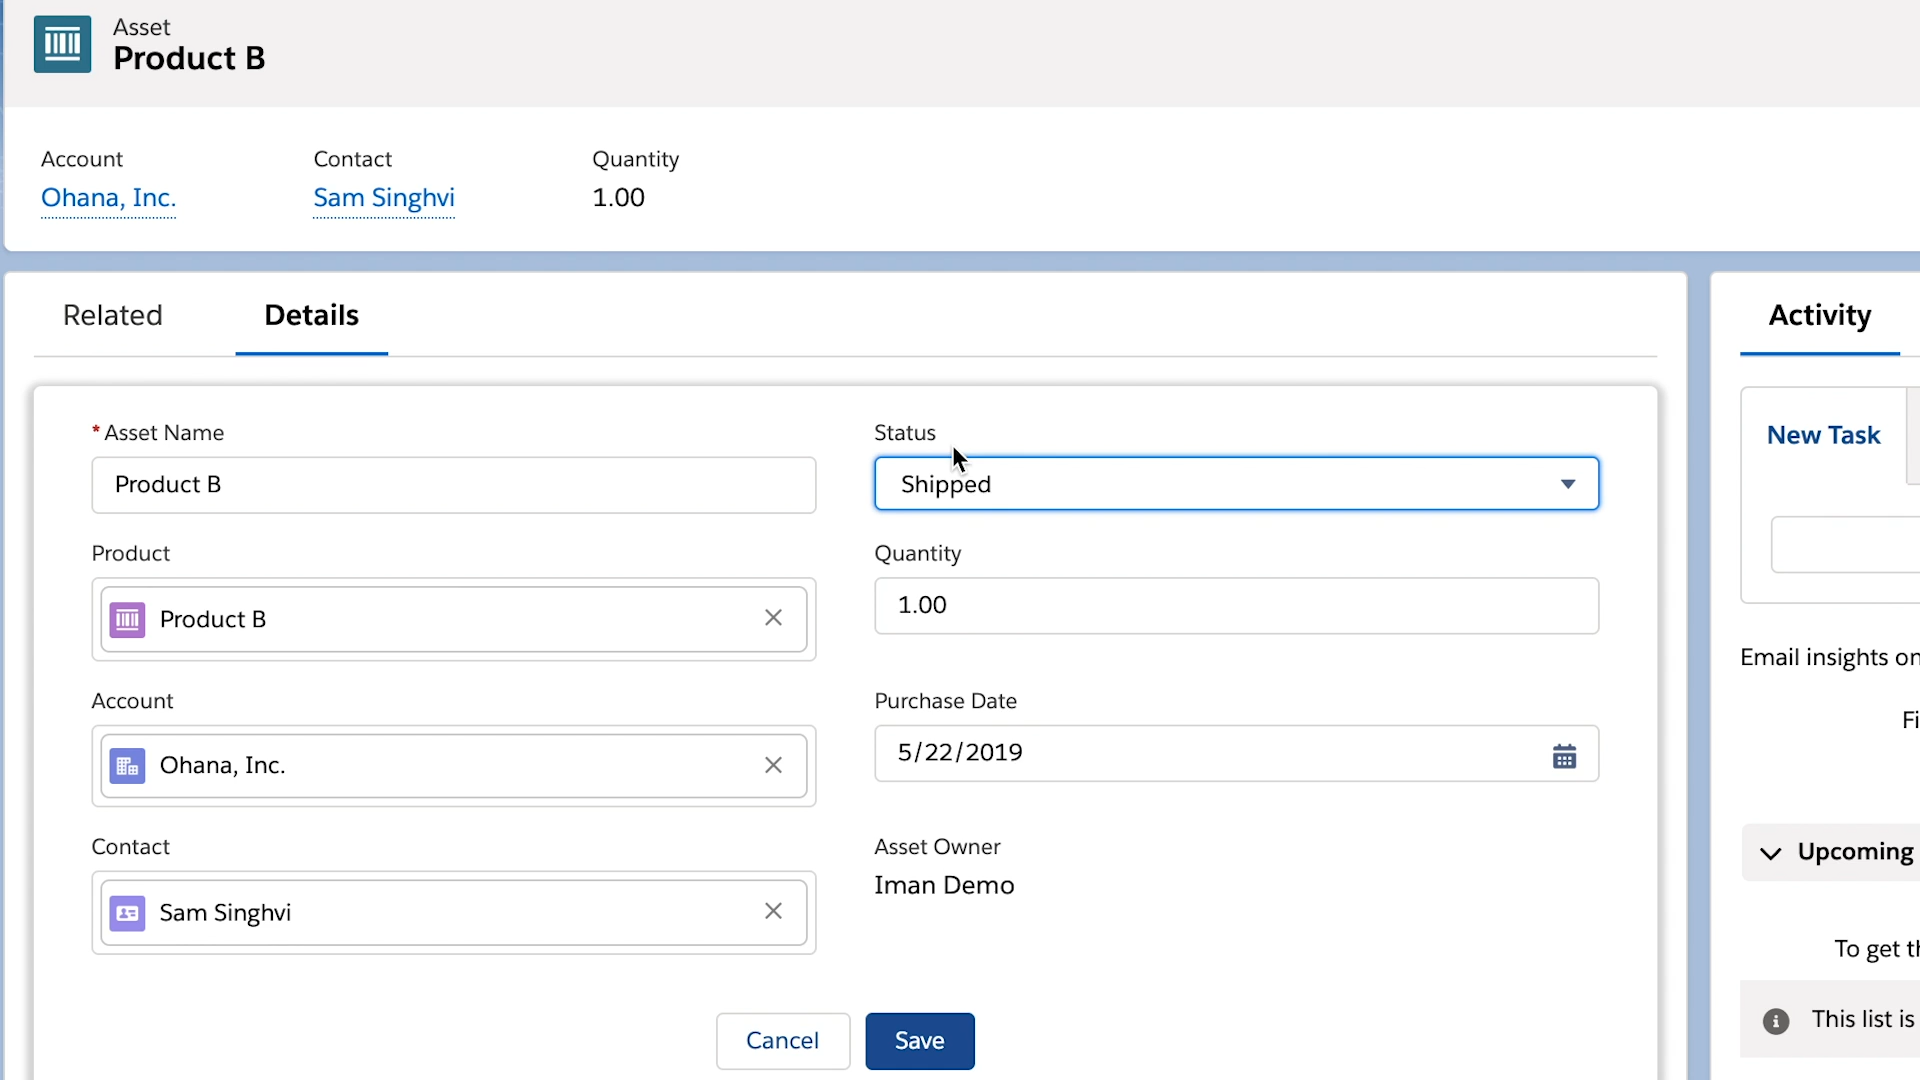 Asset
Product B
Account
Contact
Quantity
Ohana, Inc.
Sam Singhvi
1.00
Related
Details
Activity
* Asset Name
Product B
Status
Shipped
Product
Product B
Quantity
1.00
Account
Ohana, Inc.
Purchase Date
5/22/2019
Contact
Sam Singhvi
Asset Owner
Iman Demo
Cancel
Save
New Task
Email insights on
Fi
Upcoming
To get th
This list is